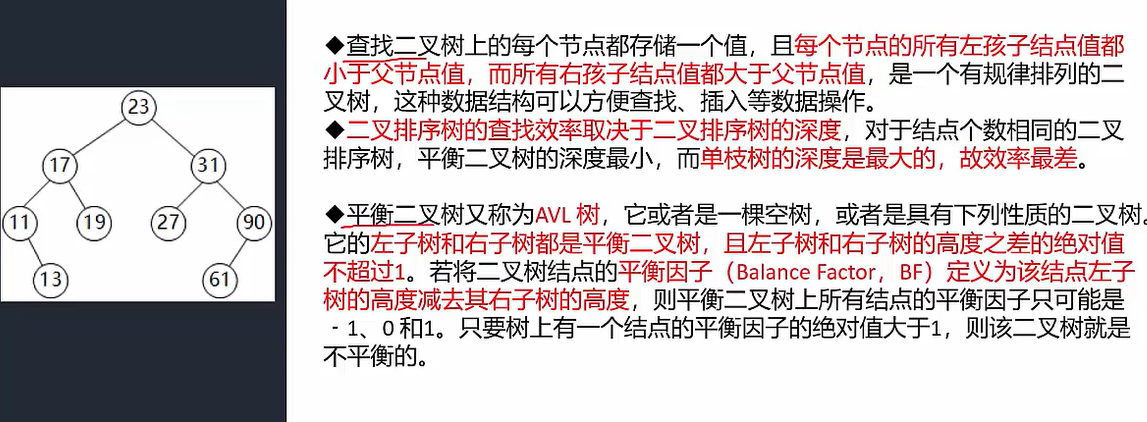 23
17
31
11
19
27
90
13
61
◆查找二叉树上的每个节点都存储一个值，且每个节点的所有左孩子结点值都
小于父节点值，而所有右孩子结点值都大于父节点值，是一个有规律排列的二
叉树，这种数据结构可以方便查找、插入等数据操作。
◆二叉排序树的查找效率取决于二叉排序树的深度，对于结点个数相同的二叉
排序树，平衡二叉树的深度最小，而单枝树的深度是最大的，故效率最差。
◆平衡二叉树又称为AVL 树，它或者是一棵空树，或者是具有下列性质的二叉树。
它的左子树和右子树都是平衡二叉树，且左子树和右子树的高度之差的绝对值
不超过1。若将二叉树结点的平衡因子（Balance Factor，BF）定义为该结点左子
树的高度减去其右子树的高度，则平衡二叉树上所有结点的平衡因子只可能是
﹣1、0 和1。只要树上有一个结点的平衡因子的绝对值大于1，则该二叉树就是
不平衡的。